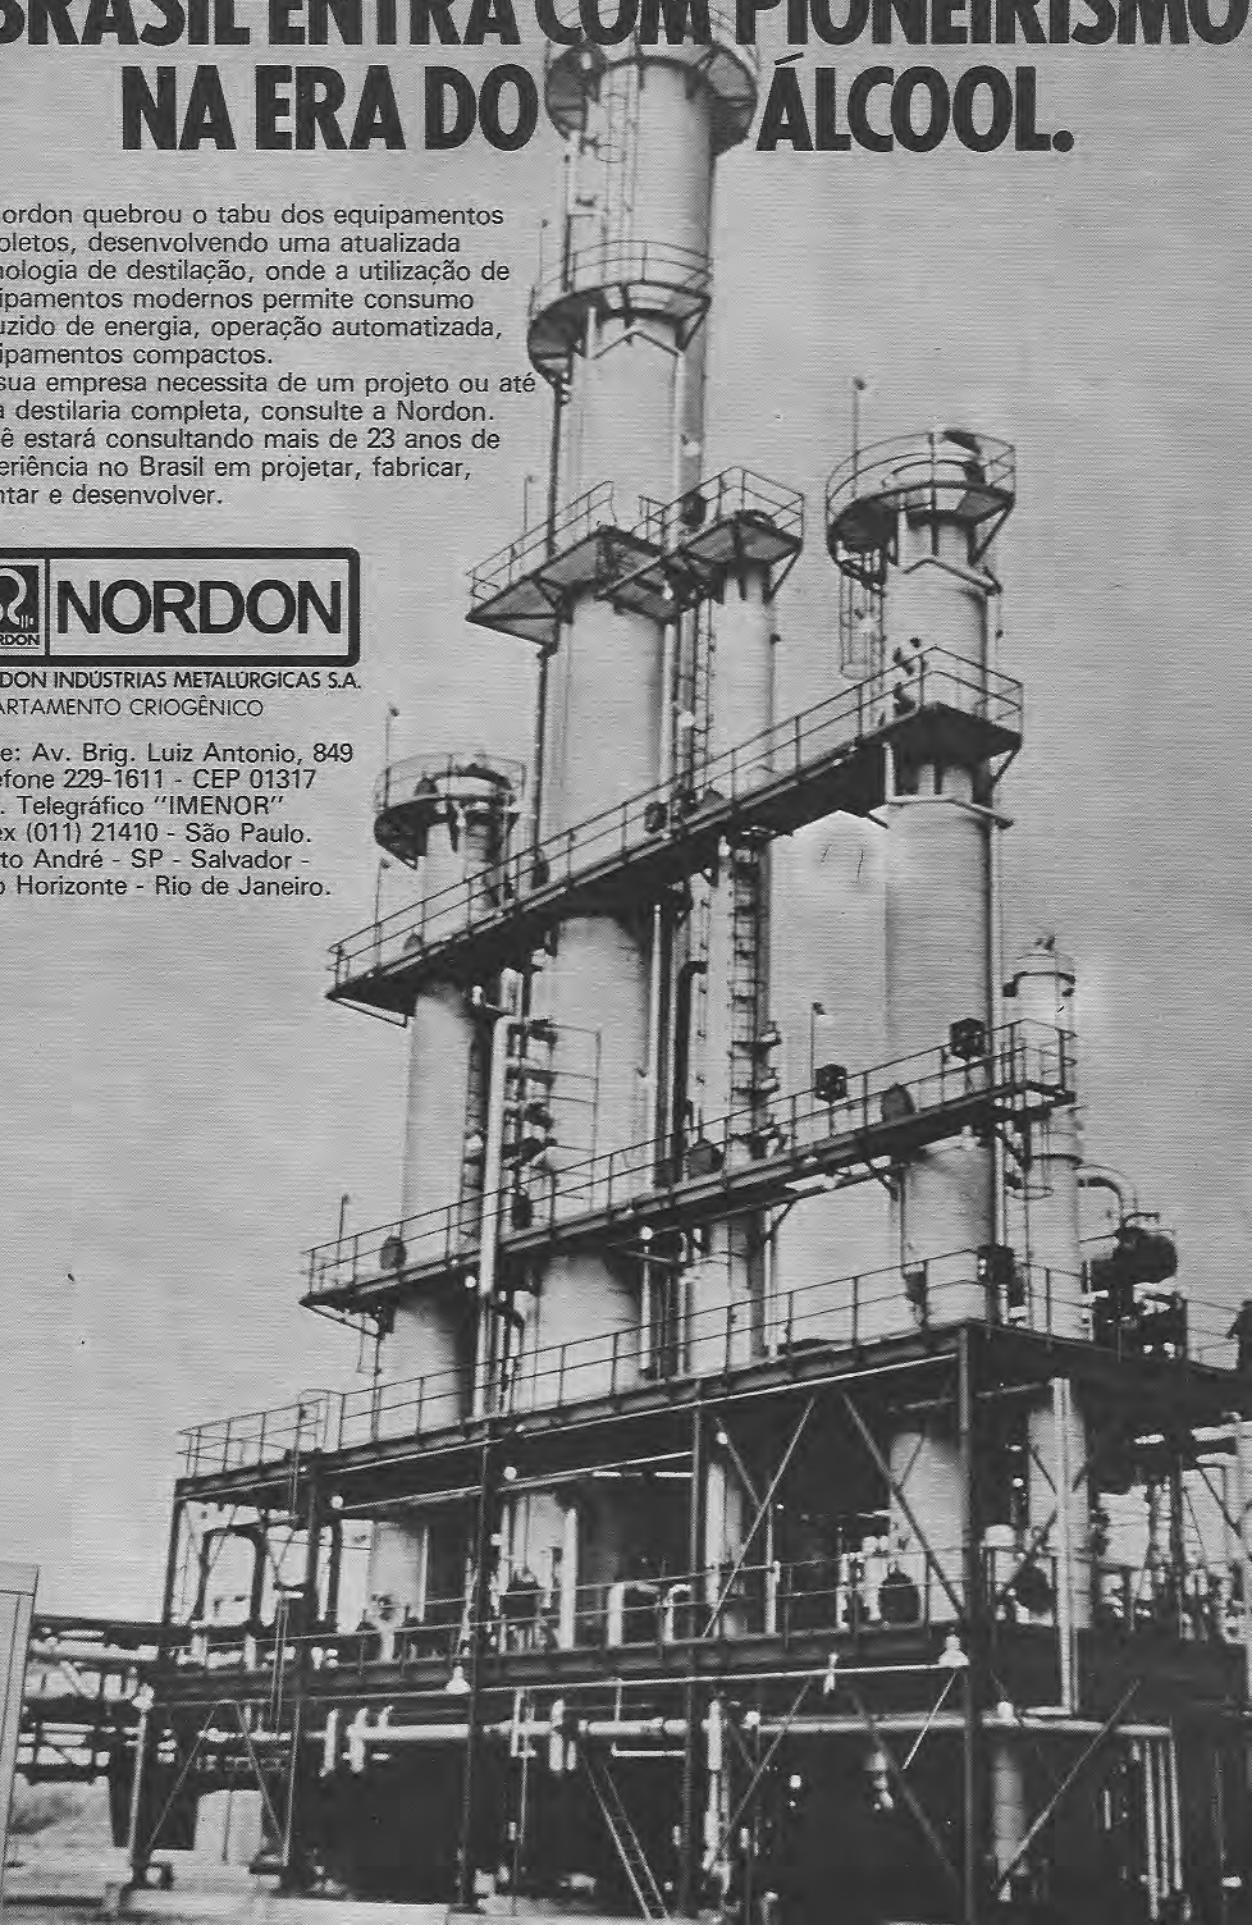 BRASIL ENTRA COM PIONEIRISMO
NA ERA DO ÁLCOOL.
ordon quebrou o tabu dos equipamentos
oletos, desenvolvendo uma atualizada
nologia de destilação, onde a utilização de
ipamentos modernos permite consumo
uzido de energia, operação automatizada,
ipamentos compactos.
sua empresa necessita de um projeto ou até
a destilaria completa, consulte a Nordon.
ê estará consultando mais de 23 anos de
eriência no Brasil em projetar, fabricar,
ntar e desenvolver.
NORDON
RDON
DON INDÚSTRIAS METALÚRGICAS S.A.
ARTAMENTO CRIOGÊNICO
e: Av. Brig. Luiz Antonio, 849
efone 229-1611 - CEP 01317
. Telegráfico "IMENOR"
ex (011) 21410 - São Paulo.
to André - SP - Salvador -
o Horizonte - Rio de Janeiro.